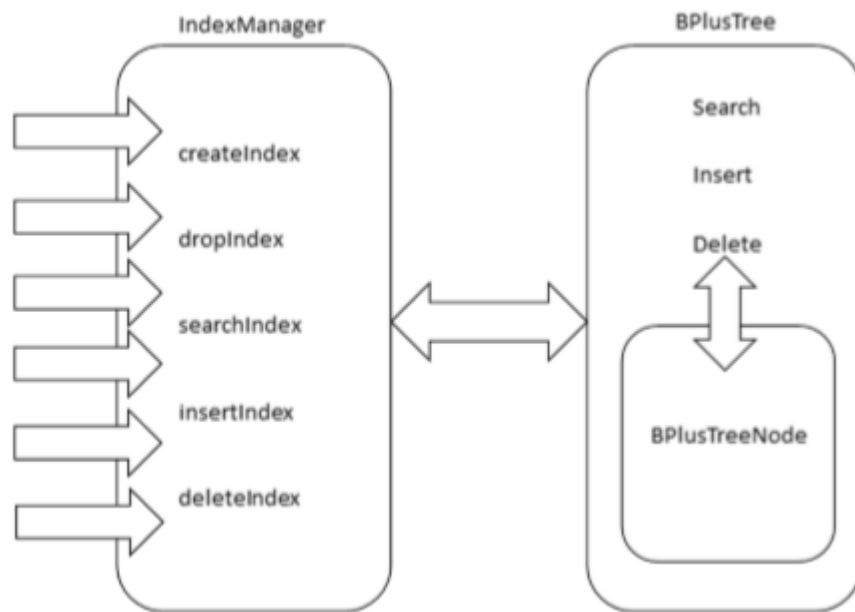 IndexManager
createIndex
dropIndex
searchIndex
insertIndex
deleteIndex
BPlusTree
Search
Insert
Delete
BPlusTreeNode